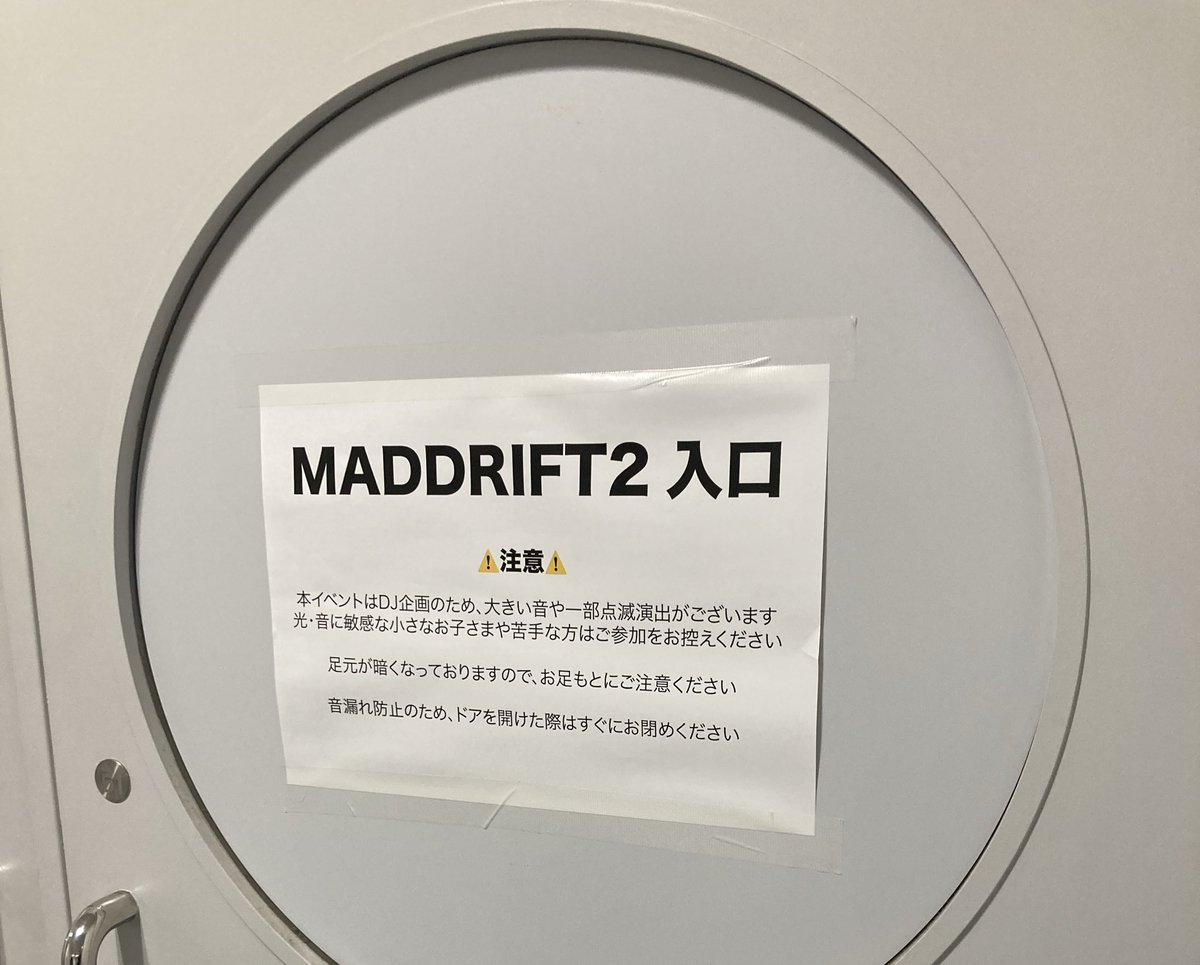 MADDRIFT2 入口
⚠️注意⚠️
本イベントはDJ企画のため、大きい音や一部点滅演出がございます
光・音に敏感な小さなお子さまや苦手な方はご参加をお控えください
足元が暗くなっておりますので、お足もとにご注意ください
音漏れ防止のため、ドアを開けた際はすぐにお閉めください